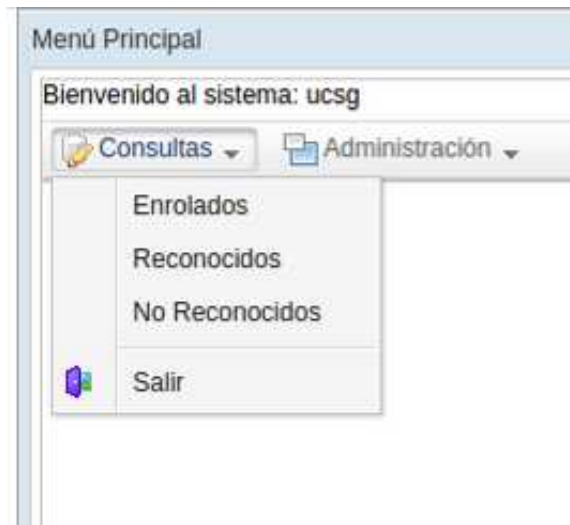 Menú Principal
Bienvenido al sistema: ucsg
Consultas Administración
Enrolados
Reconocidos
No Reconocidos
Salir